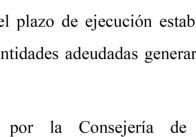 el plazo de ejecución estab
ntidades adeudadas generar
por la Consejería de